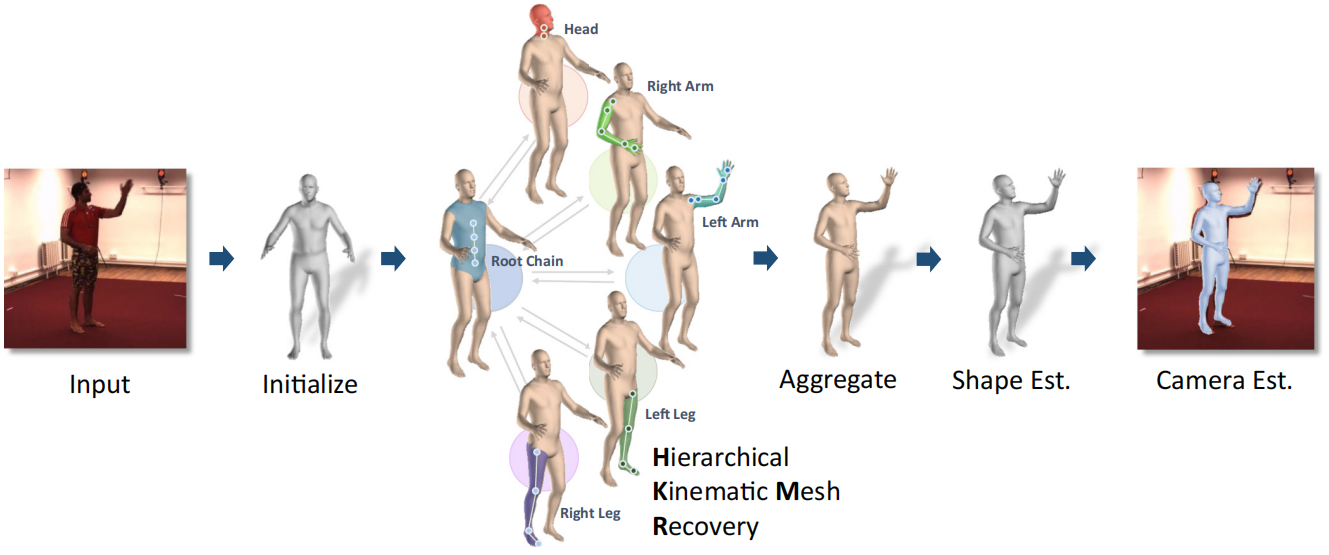 Head
Right Arm
Left Arm
Root Chain
Left Leg
Right Leg
Input
Initialize
Aggregate
Shape Est.
Camera Est.
Hierarchical
Kinematic Mesh
Recovery